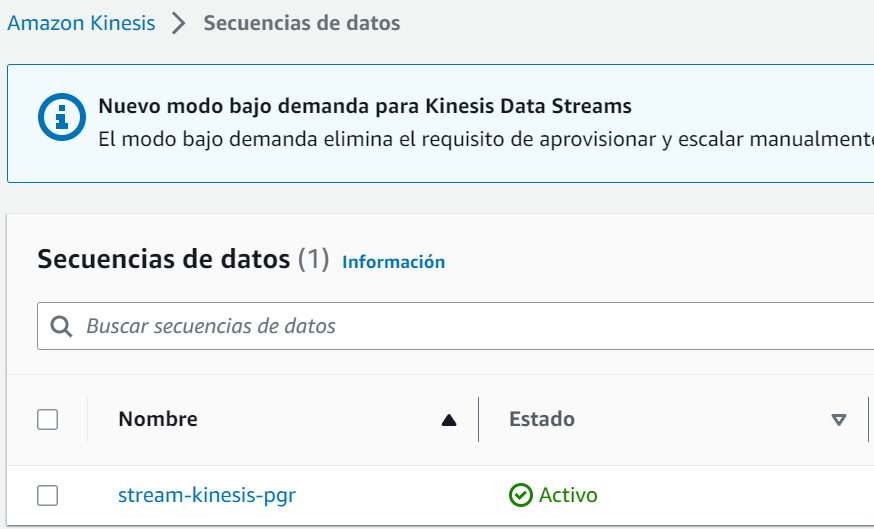 Amazon Kinesis > Secuencias de datos
Nuevo modo bajo demanda para Kinesis Data Streams
El modo bajo demanda elimina el requisito de aprovisionar y escalar manualmente
Secuencias de datos (1) Información
Buscar secuencias de datos
Nombre Estado
stream-kinesis-pgr Activo